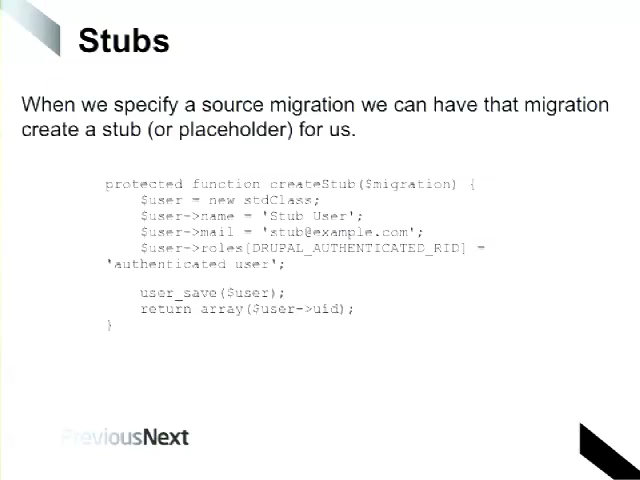 Stubs
When we specify a source migration we can have that migration
create a stub (or placeholder) for us.
protected function createStub($migration) {
$user = new stdClass;
$user->name = 'Stub User';
$user->mail = 'stub@example.com';
$user->roles[DRUPAL_AUTHENTICATED_RID] =
'authenticated user';
user_save($user);
return array($user->uid);
}
PreviousNext